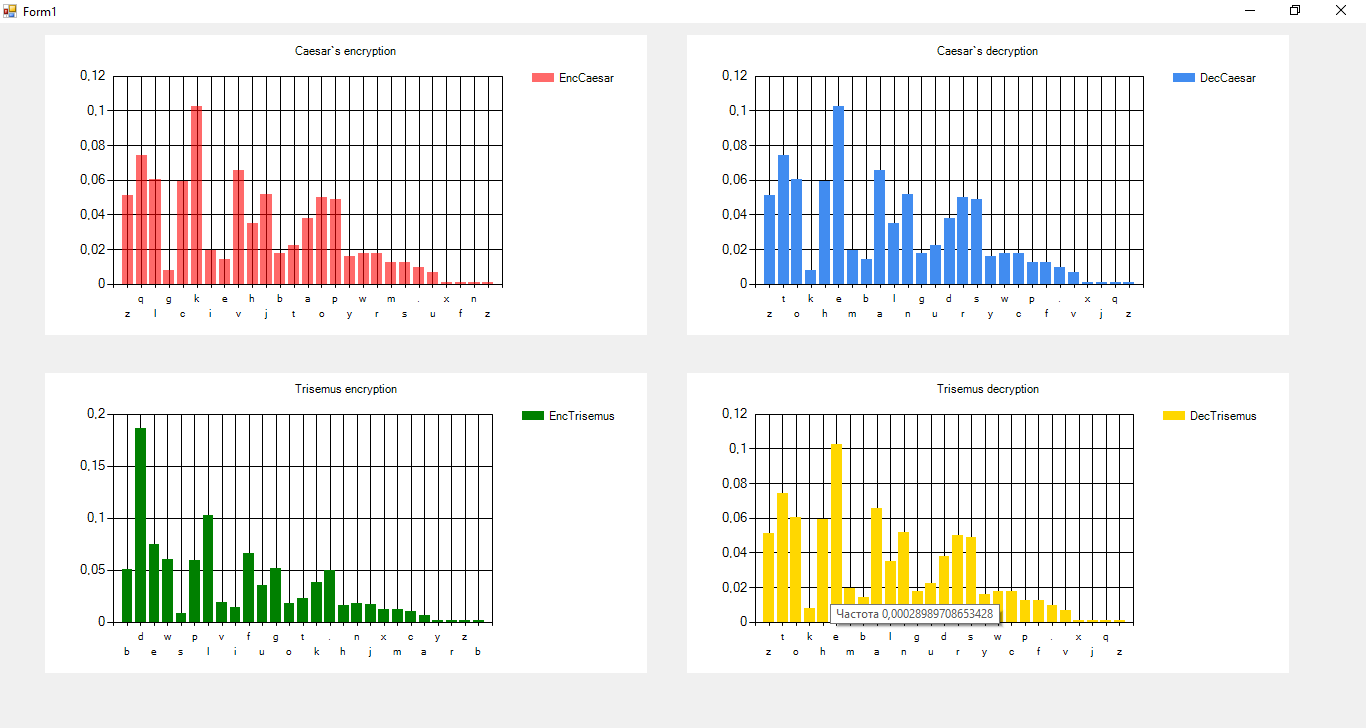 Form1
Caesar`s encryption
EncCaesar
0,12
0,1
0,08
0,06
0,04
0,02
0
q g k e h b a p w m . x n
z l c i v j t o y r s u f z
Caesar`s decryption
DecCaesar
0,12
0,1
0,08
0,06
0,04
0,02
0
t k e b l g d s w p . x q
z o h m a n u r y c f v j z
Trisemus encryption
EncTrisemus
0,2
0,15
0,1
0,05
0
d w p v f g t . n x c y z
b e s l i u o k h j m a r b
Trisemus decryption
DecTrisemus
0,12
0,1
0,08
0,06
0,04
0,02
0
Частота 0,00028989708653428
t k e b l g d s w p . x q
z o h m a n u r y c f v j z